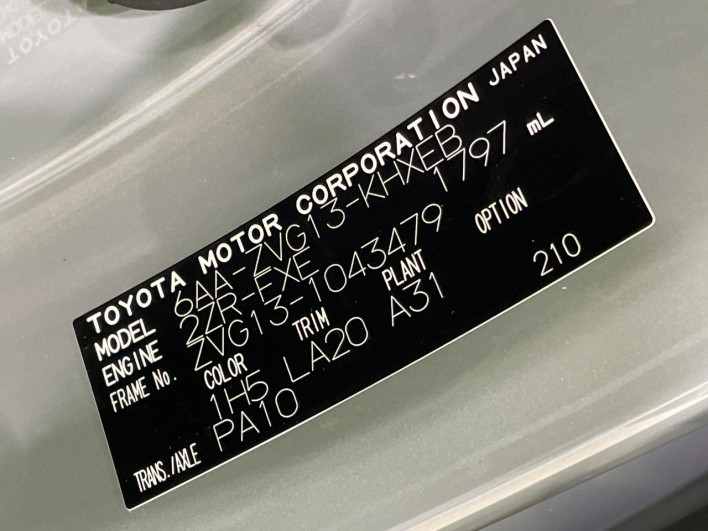 TOYOTA MOTOR CORPORATION JAPAN
MODEL 6AA-ZVG13-KHXEB
ENGINE 2ZR-FXE 1797 mL
FRAME No. ZVG13-1043479
COLOR TRIM PLANT OPTION
1H5 LA20 A31 210
TRANS./AXLE PA10
TOYOT